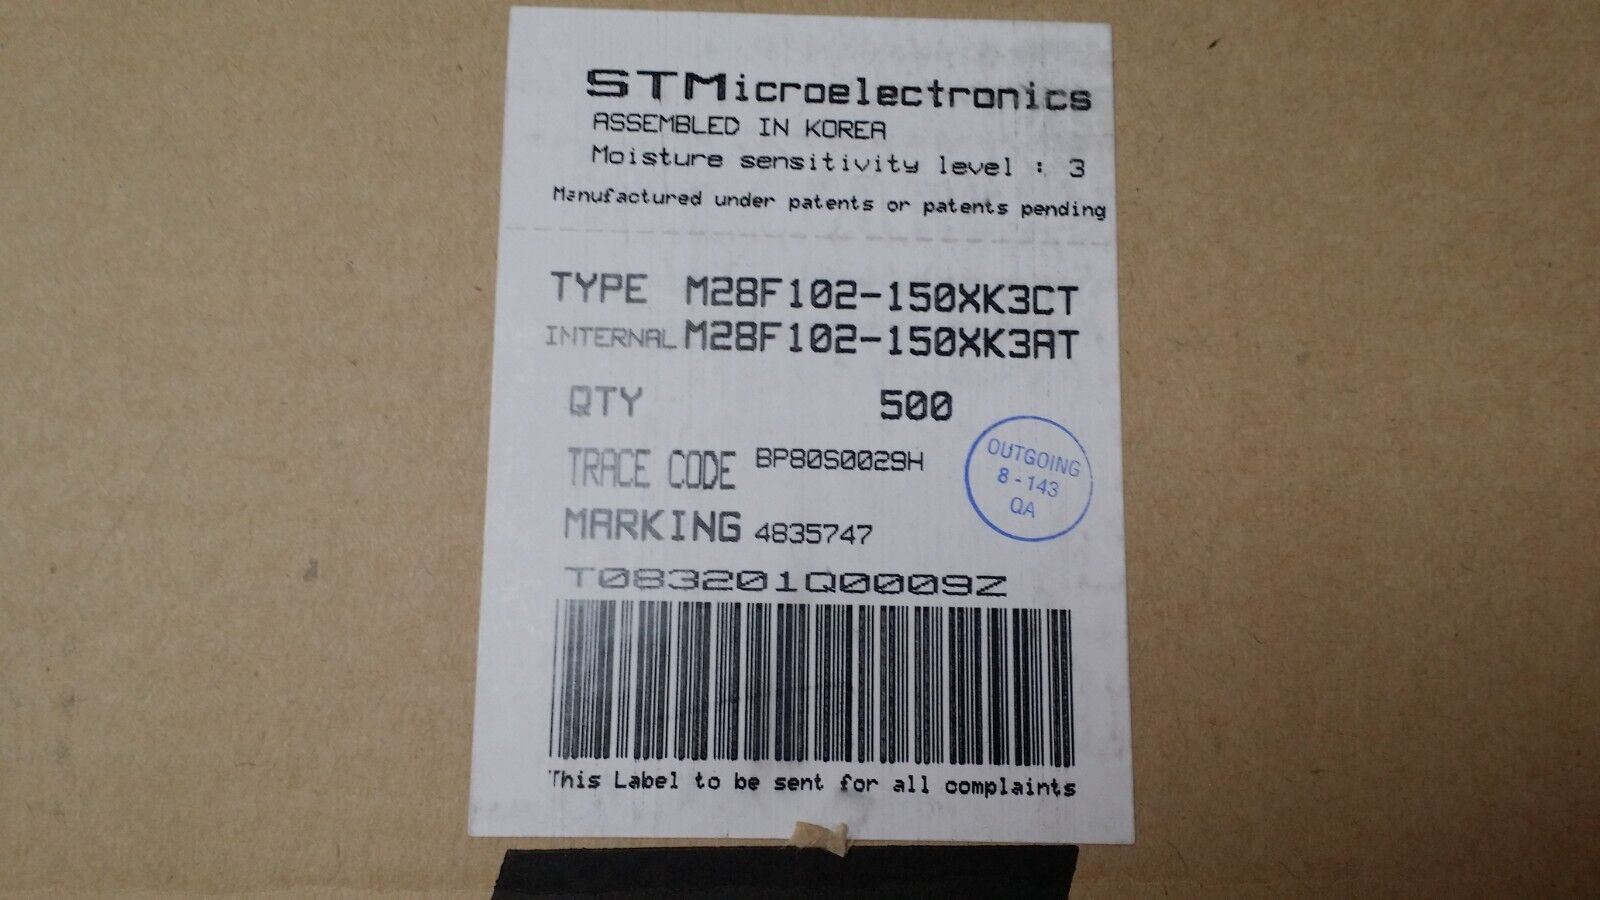 STMicroelectronics
ASSEMBLED IN KOREA
Moisture sensitivity level : 3
Manufactured under patents or patents pending
TYPE M28F102-150XK3CT
INTERNAL M28F102-150XK3AT
QTY 500
TRACE CODE BP80S0029H
OUTGOING
8-143
QA
MARKING 4835747
T083201Q0009Z
This Label to be sent for all complaints